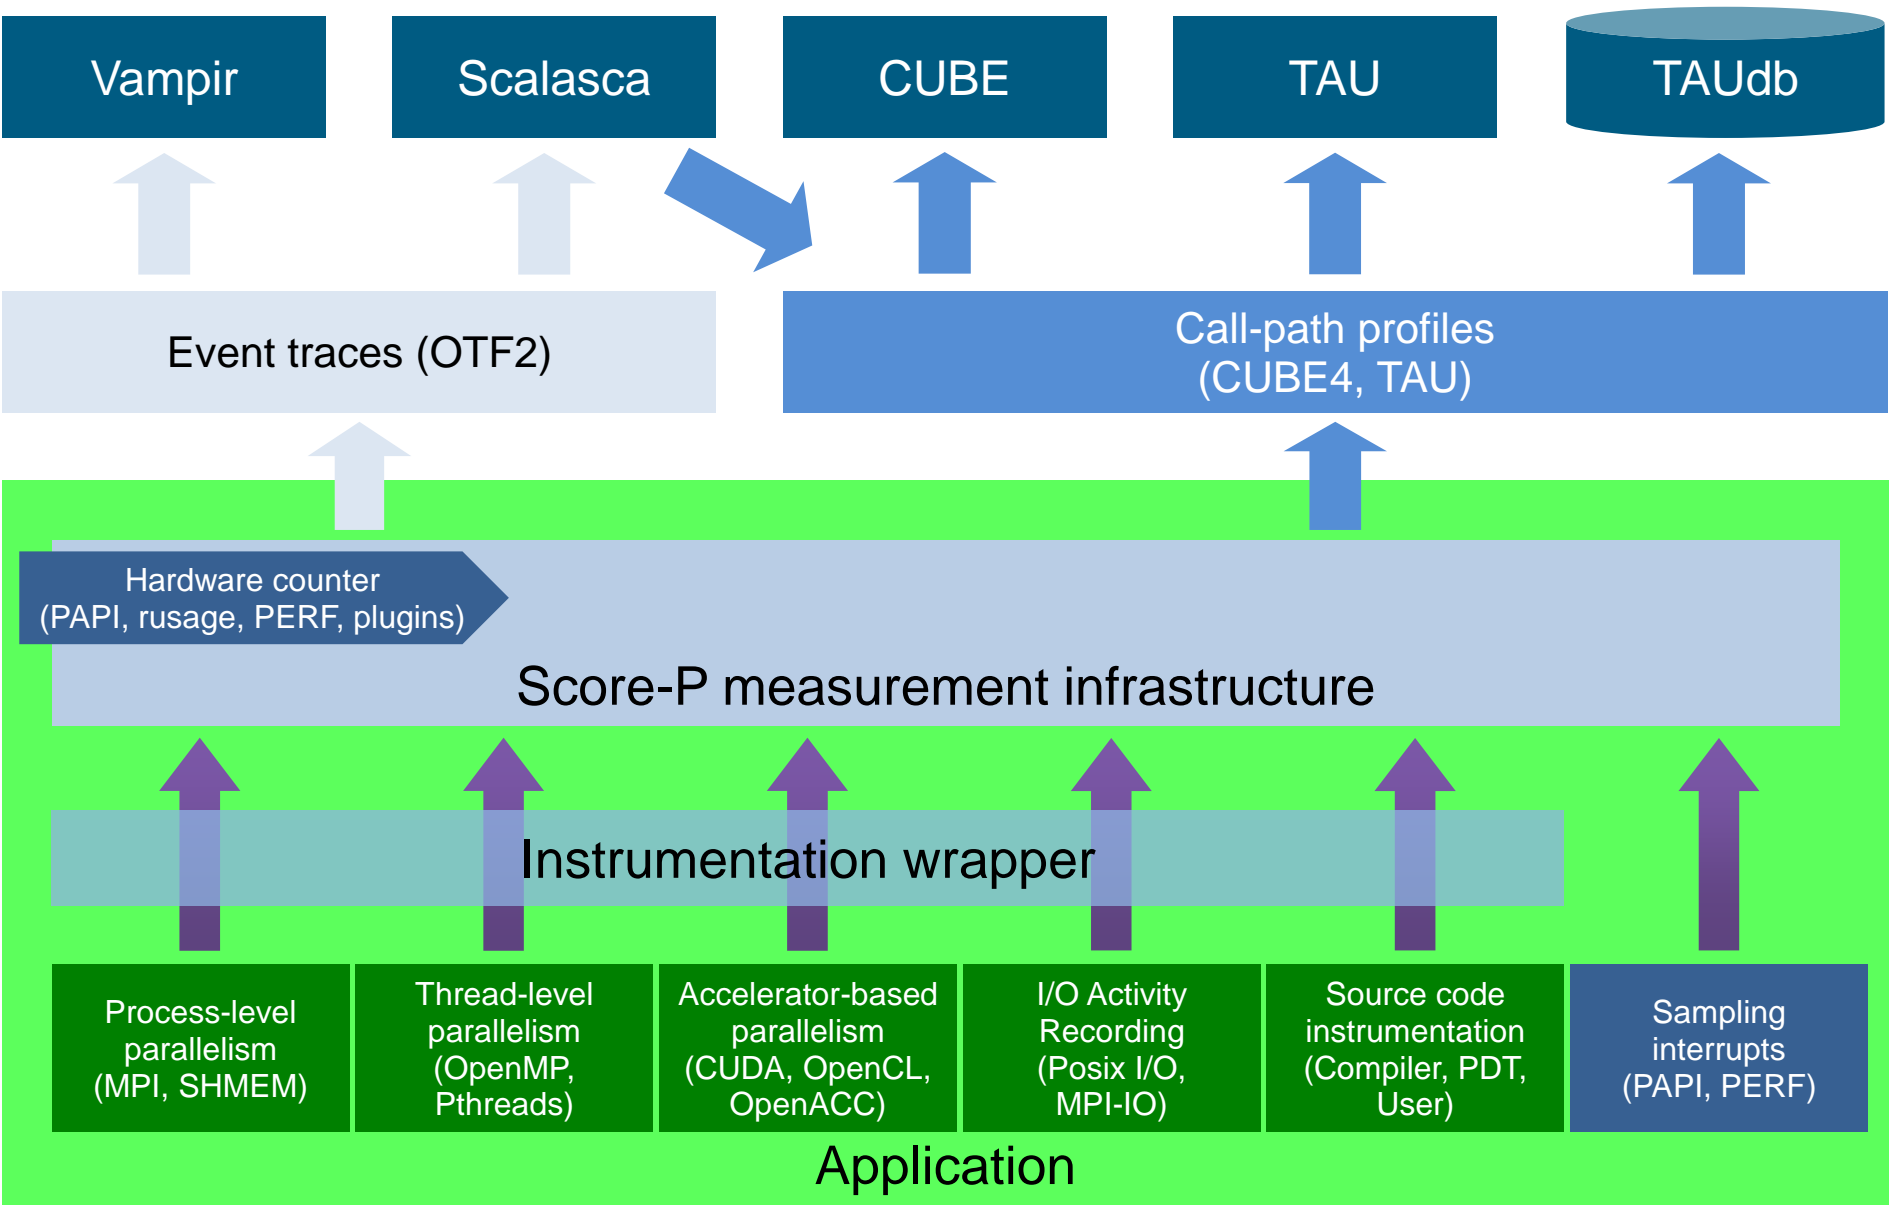 Vampir
Scalasca
CUBE
TAU
TAUdb
Event traces (OTF2)
Call-path profiles
(CUBE4, TAU)
Hardware counter
(PAPI, rusage, PERF, plugins)
Score-P measurement infrastructure
Instrumentation wrapper
Process-level
parallelism
(MPI, SHMEM)
Thread-level
parallelism
(OpenMP,
Pthreads)
Accelerator-based
parallelism
(CUDA, OpenCL,
OpenACC)
I/O Activity
Recording
(Posix I/O,
MPI-IO)
Source code
instrumentation
(Compiler, PDT,
User)
Sampling
interrupts
(PAPI, PERF)
Application